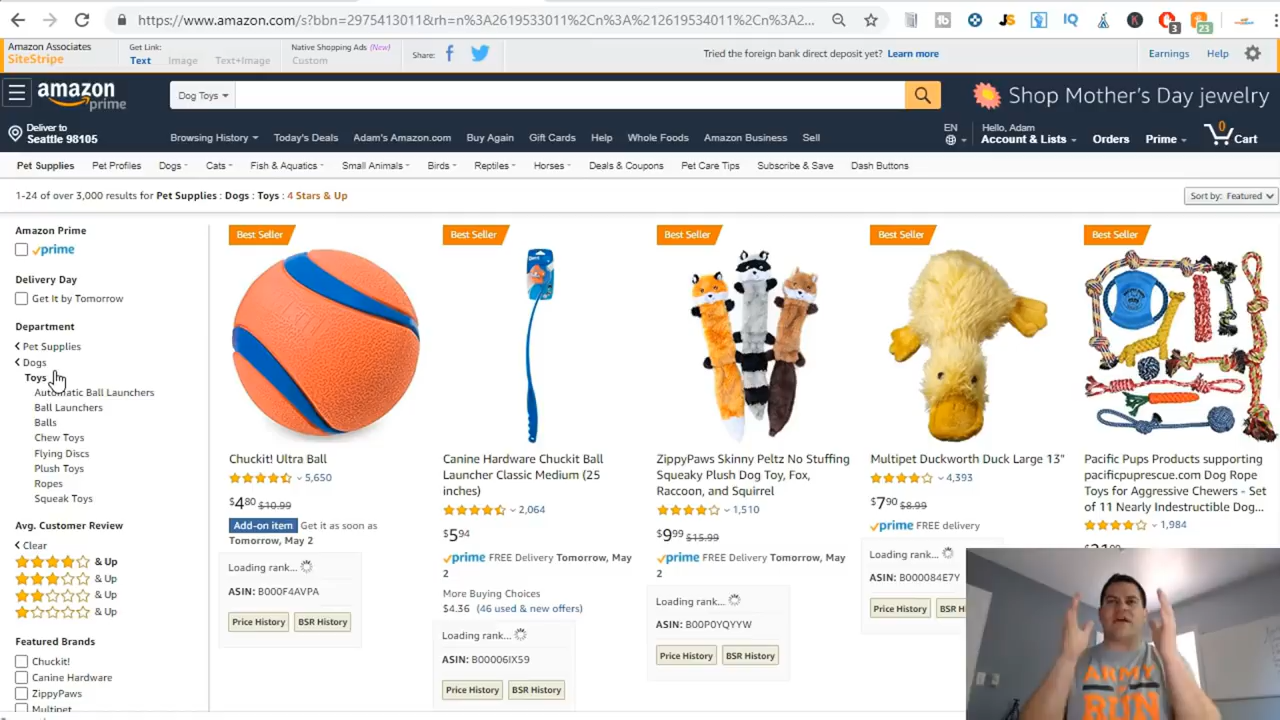 https://www.amazon.com/s?bbn=2975413011&rh=n%3A2619533011%2Cn%3A%212619534011%2Cn%3A2...
Amazon Associates
SiteStripe
Get Link:
Text Image Text+Image
Native Shopping Ads (New)
Custom
Share:
Tried the foreign bank direct deposit yet? Learn more
Earnings Help
amazon
prime
Dog Toys
Shop Mother's Day jewelry
Deliver to
Seattle 98105
Browsing History Today's Deals Adam's Amazon.com Buy Again Gift Cards Help Whole Foods Amazon Business Sell
EN
Hello, Adam
Account & Lists Orders Prime 0 Cart
Pet Supplies Pet Profiles Dogs Cats Fish & Aquatics Small Animals Birds Reptiles Horses Deals & Coupons Pet Care Tips Subscribe & Save Dash Buttons
1-24 of over 3,000 results for Pet Supplies : Dogs : Toys : 4 Stars & Up
Sort by: Featured
Amazon Prime
prime
Delivery Day
Get It by Tomorrow
Department
Pet Supplies
Dogs
Toys
Automatic Ball Launchers
Ball Launchers
Balls
Chew Toys
Flying Discs
Plush Toys
Ropes
Squeak Toys
Avg. Customer Review
Clear
& Up
& Up
& Up
& Up
Featured Brands
Chuckit!
Canine Hardware
ZippyPaws
Multipet
Best Seller
Chuckit! Ultra Ball
5,650
$4 80 $10.99
Add-on item Get it as soon as
Tomorrow, May 2
Loading rank...
ASIN: B000F4AVPA
Price History BSR History
Best Seller
Canine Hardware Chuckit Ball
Launcher Classic Medium (25
inches)
2,064
$5 94
prime FREE Delivery Tomorrow, May
2
More Buying Choices
$4.36 (46 used & new offers)
Loading rank...
ASIN: B00006IX59
Price History BSR History
Best Seller
ZippyPaws Skinny Peltz No Stuffing
Squeaky Plush Dog Toy, Fox,
Raccoon, and Squirrel
1,510
$9 99 $15.99
prime FREE Delivery Tomorrow, May
2
Loading rank...
ASIN: B00P0YQYYW
Price History BSR History
Best Seller
Multipet Duckworth Duck Large 13"
4,393
$7 90 $8.99
prime FREE delivery
Loading rank...
ASIN: B000084E7Y
Price History BSR H
Best Seller
Pacific Pups Products supporting
pacificpuprescue.com Dog Rope
Toys for Aggressive Chewers - Set
of 11 Nearly Indestructible Dog...
1,984
3
23
ARMY
RUN